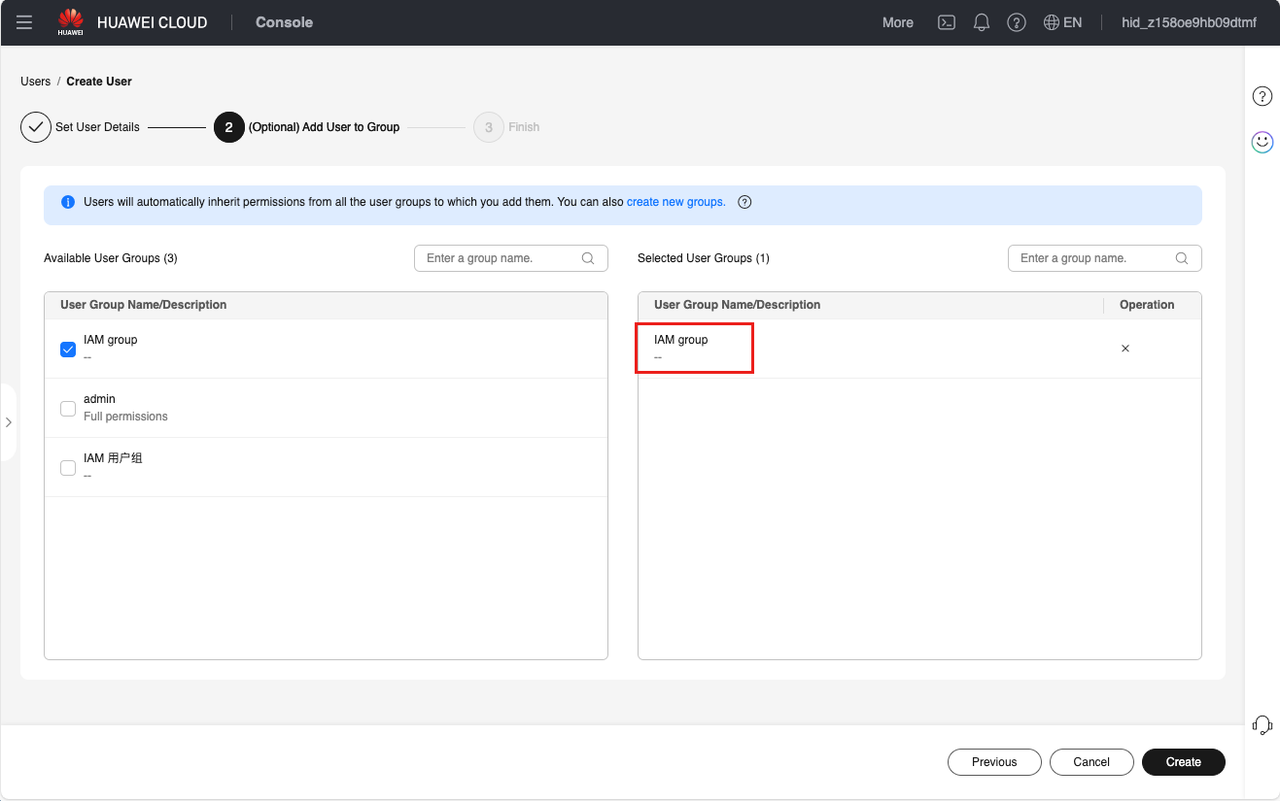 HUAWEI
HUAWEI CLOUD
Console
More
EN
hid_z158oe9hb09dtmf
Users / Create User
Set User Details
2 (Optional) Add User to Group
3 Finish
Users will automatically inherit permissions from all the user groups to which you add them. You can also create new groups.
Available User Groups (3)
Enter a group name.
User Group Name/Description
IAM group
--
admin
Full permissions
IAM 用户组
--
Selected User Groups (1)
Enter a group name.
User Group Name/Description
Operation
IAM group
--
Previous
Cancel
Create